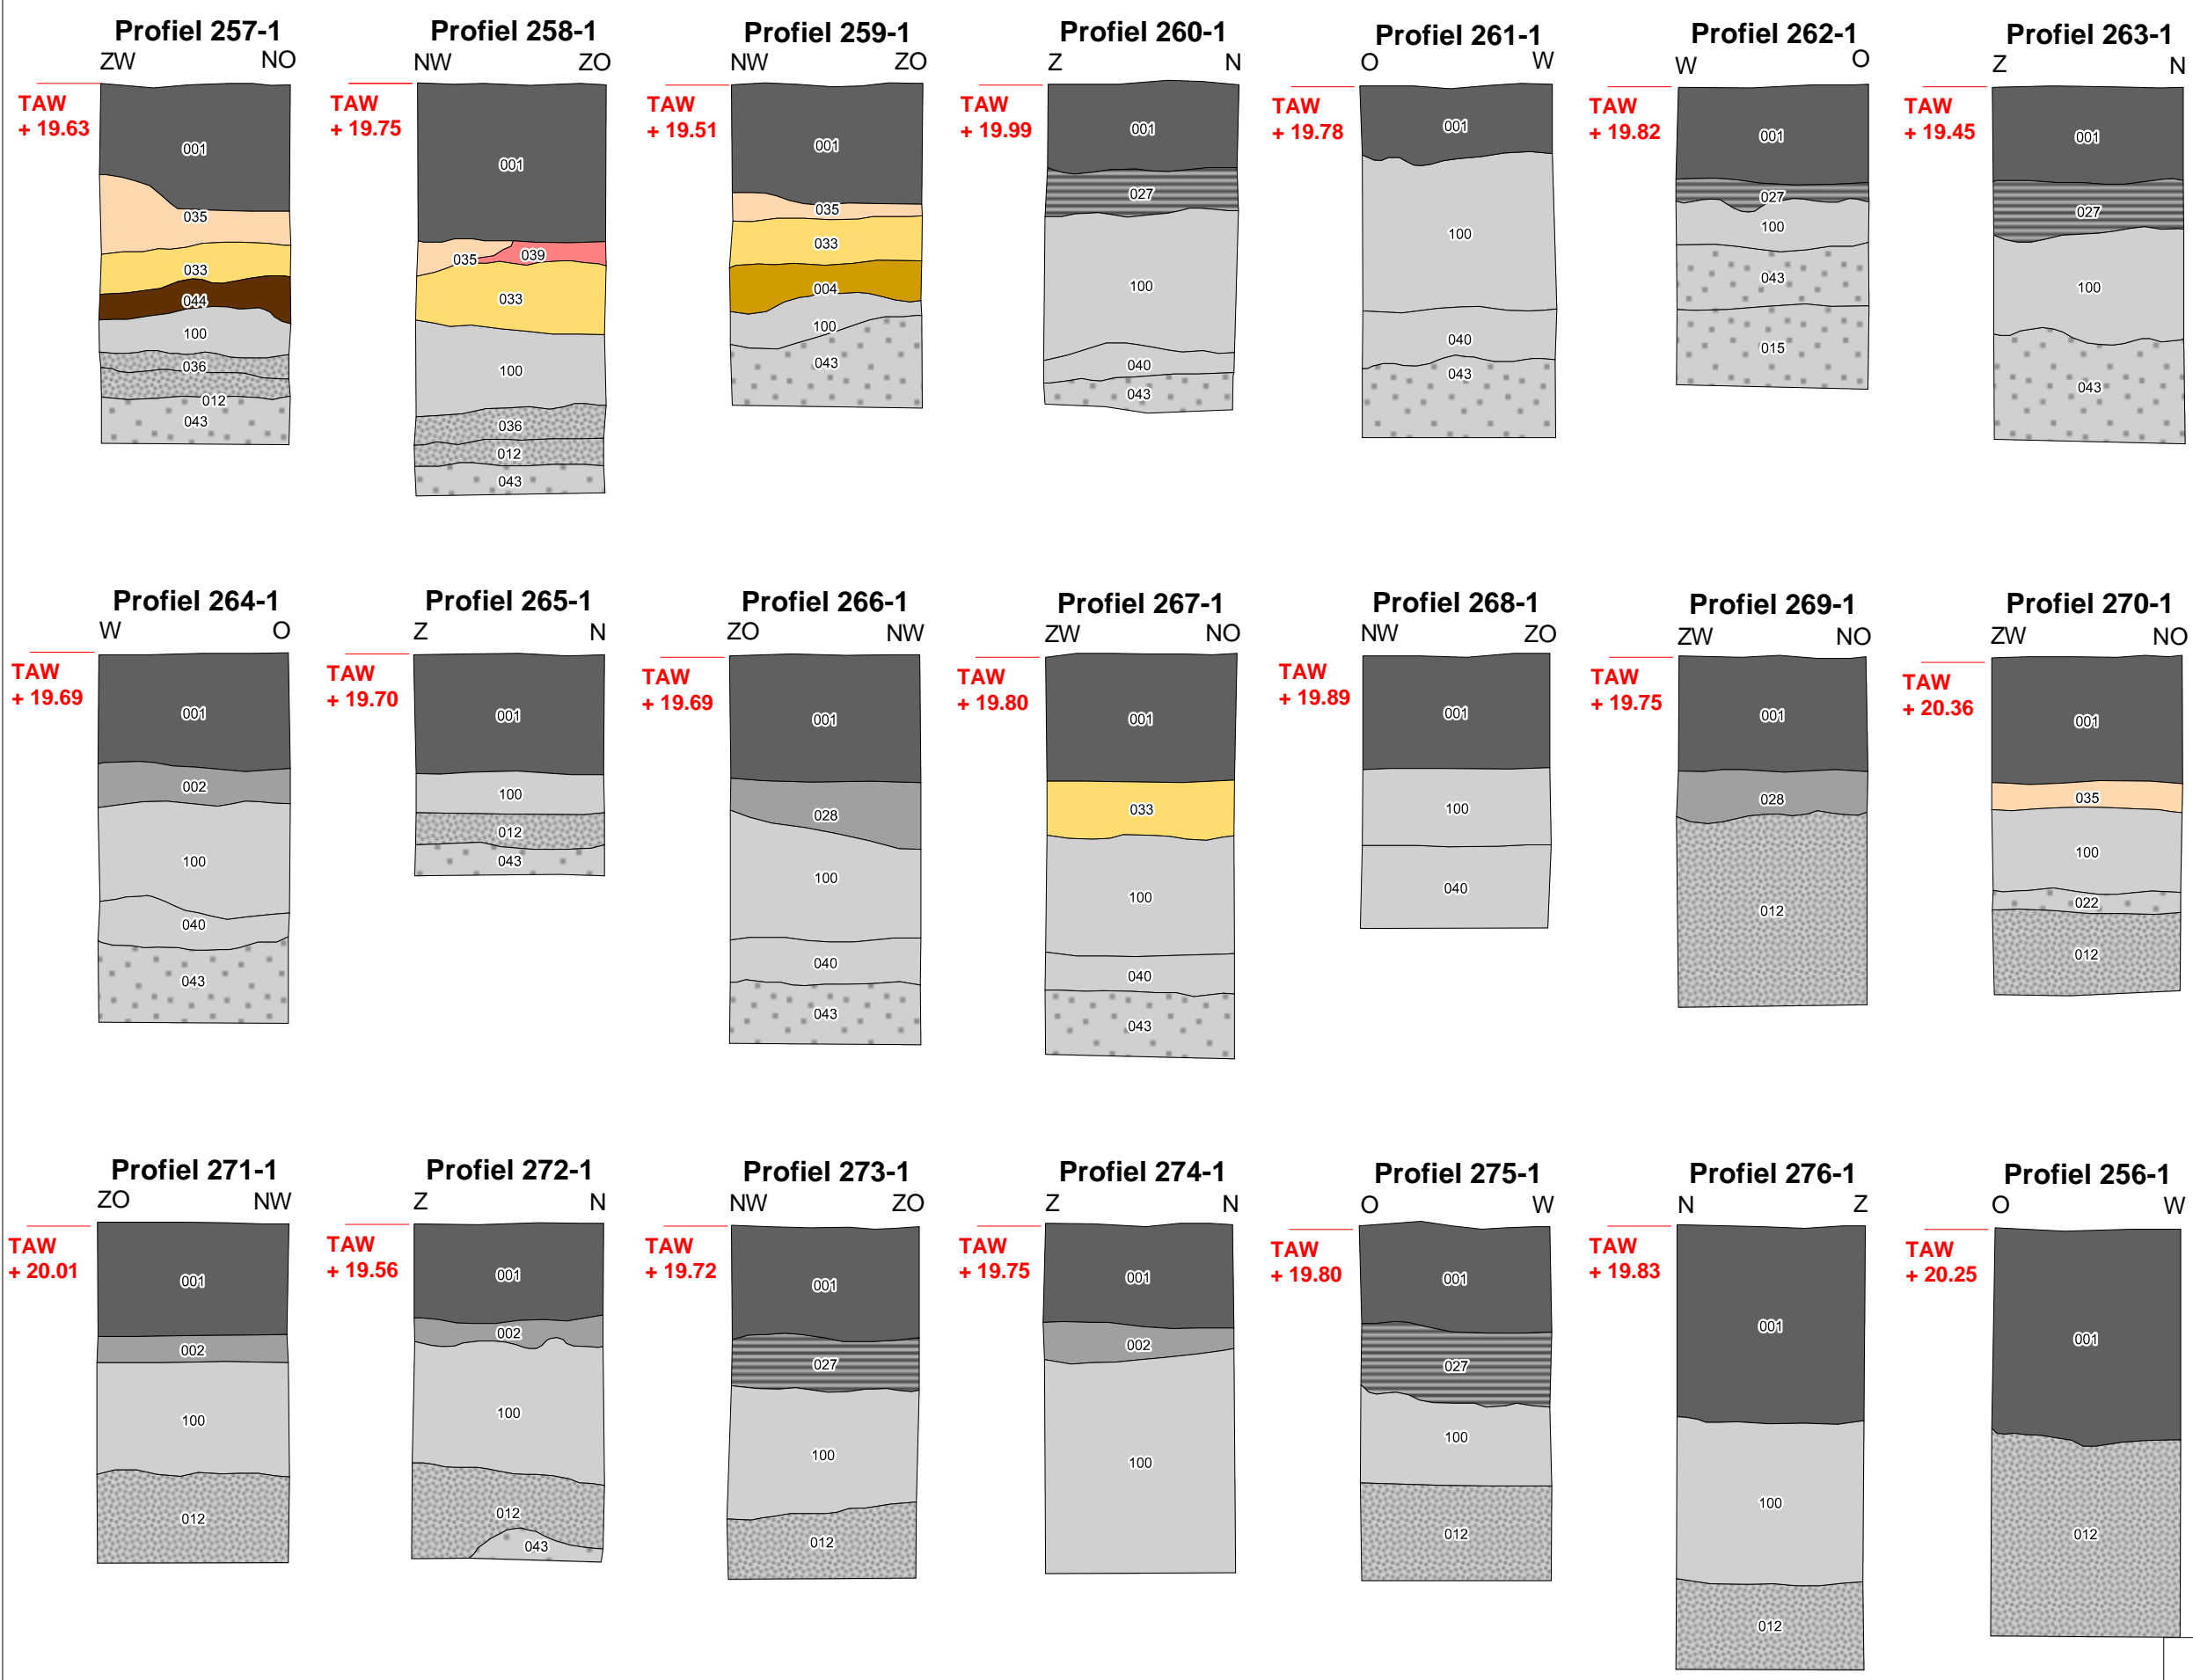 Profiel 257-1
ZW NO
TAW
+ 19.63
001
035
033
044
100
036
012
043
Profiel 258-1
NW ZO
TAW
+ 19.75
001
035 039
033
100
036
012
043
Profiel 259-1
NW ZO
TAW
+ 19.51
001
035
033
004
100
043
Profiel 260-1
Z N
TAW
+ 19.99
001
027
100
040
043
Profiel 261-1
O W
TAW
+ 19.78
001
100
040
043
Profiel 262-1
W O
TAW
+ 19.82
001
027
100
043
015
Profiel 263-1
Z N
TAW
+ 19.45
001
027
100
043
Profiel 264-1
W O
TAW
+ 19.69
001
002
100
040
043
Profiel 265-1
Z N
TAW
+ 19.70
001
100
012
043
Profiel 266-1
ZO NW
TAW
+ 19.69
001
028
100
040
043
Profiel 267-1
ZW NO
TAW
+ 19.80
001
033
100
040
043
Profiel 268-1
NW ZO
TAW
+ 19.89
001
100
040
Profiel 269-1
ZW NO
TAW
+ 19.75
001
028
012
Profiel 270-1
ZW NO
TAW
+ 20.36
001
035
100
022
012
Profiel 271-1
ZO NW
TAW
+ 20.01
001
002
100
012
Profiel 272-1
Z N
TAW
+ 19.56
001
002
100
012
043
Profiel 273-1
NW ZO
TAW
+ 19.72
001
027
100
012
Profiel 274-1
Z N
TAW
+ 19.75
001
002
100
Profiel 275-1
O W
TAW
+ 19.80
001
027
100
012
Profiel 276-1
N Z
TAW
+ 19.83
001
100
012
Profiel 256-1
O W
TAW
+ 20.25
001
012